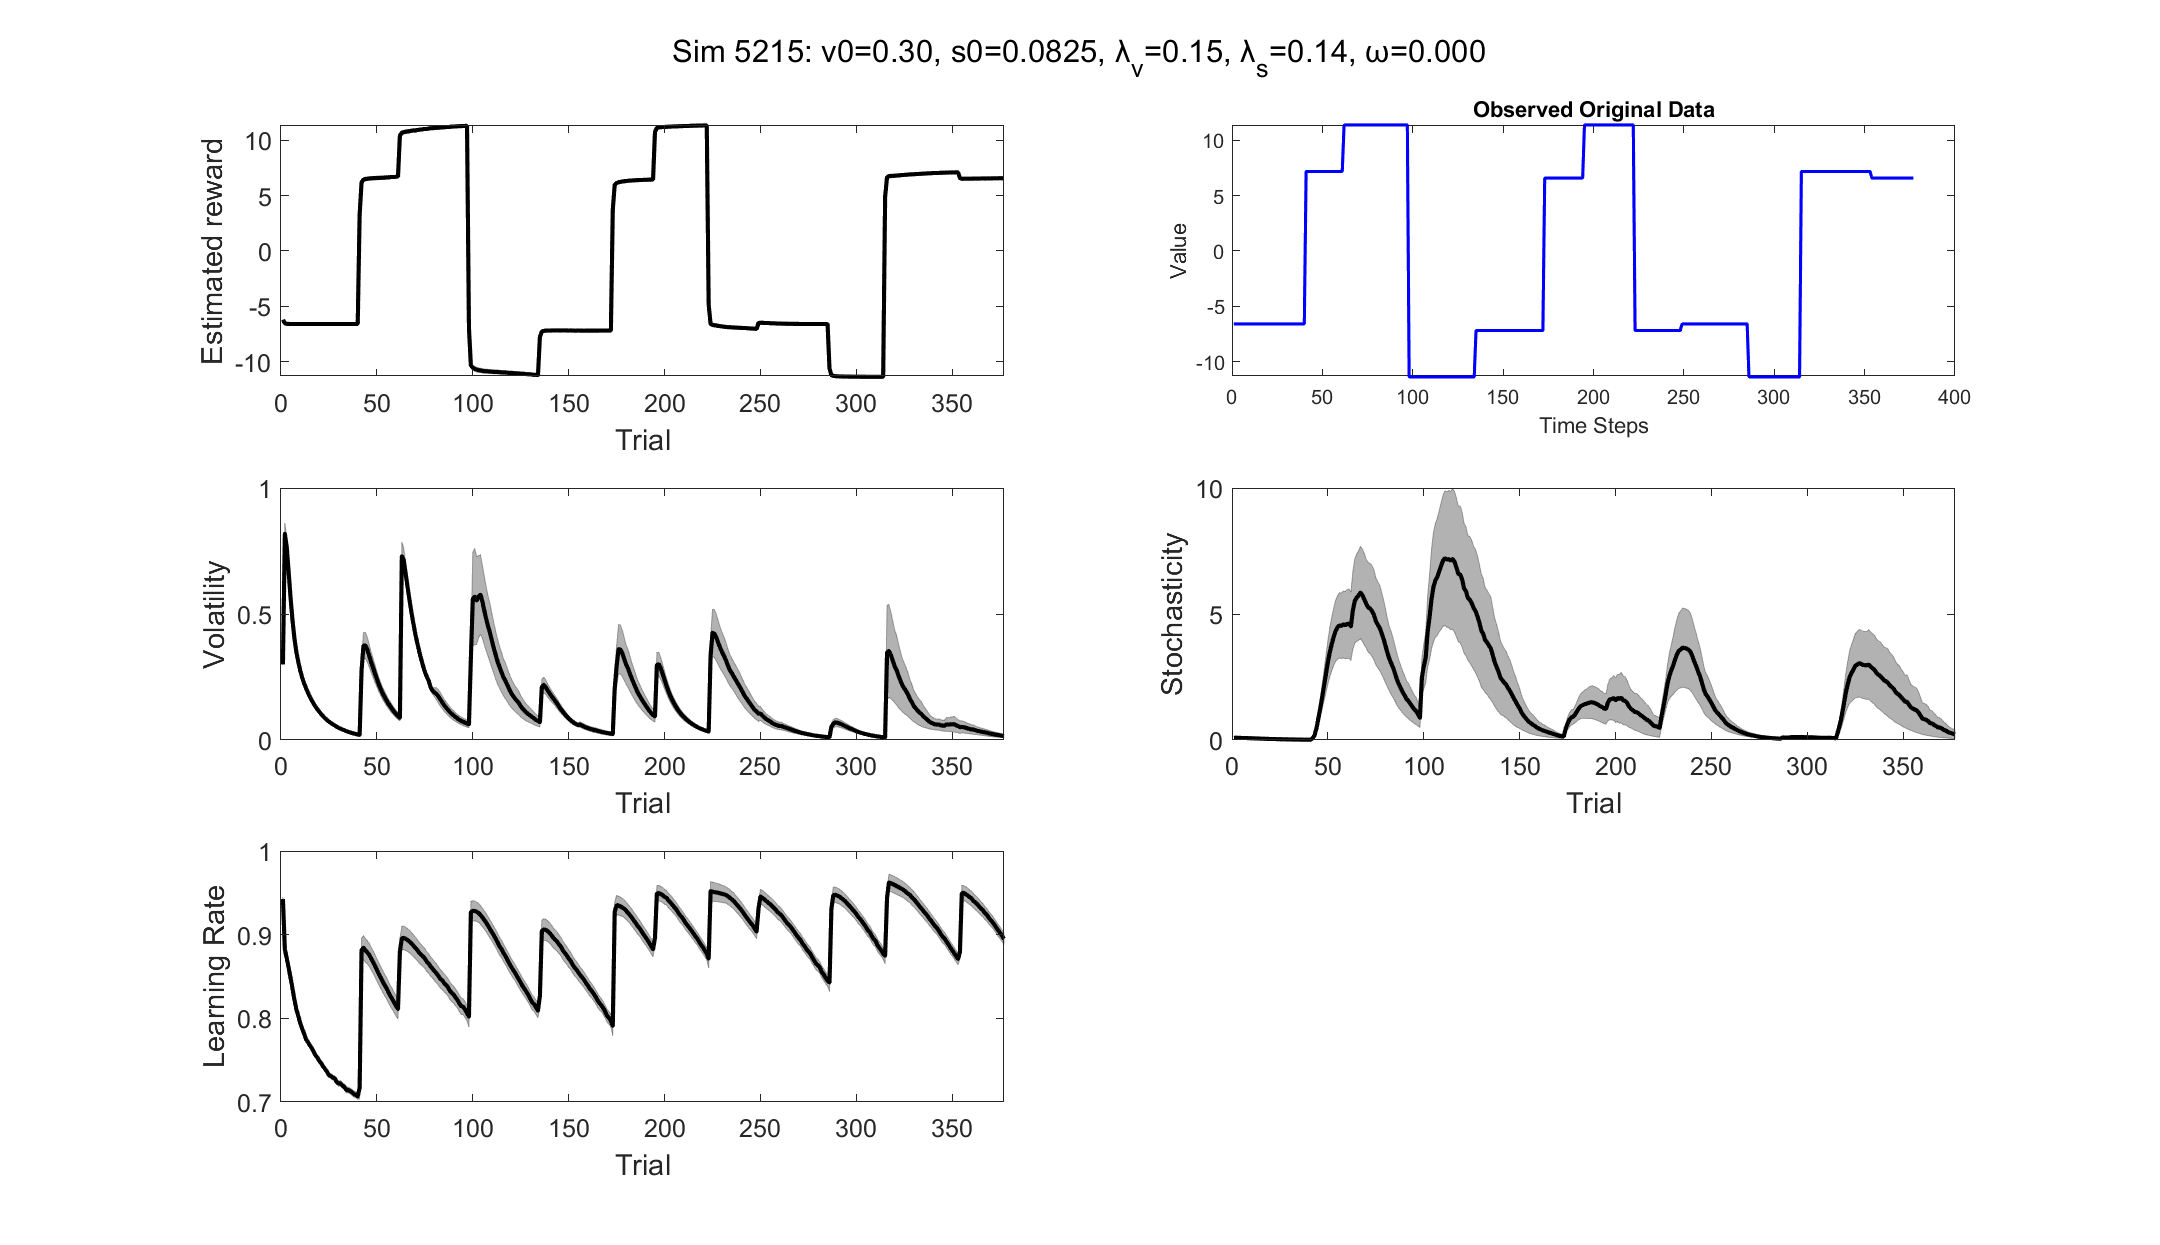 Sim 5215: v0=0.30, s0=0.0825, λ_v=0.15, λ_s=0.14, ω=0.000
10
5
0
-5
-10
Estimated reward
0 50 100 150 200 250 300 350
Trial
Observed Original Data
10
5
0
-5
-10
Value
0 50 100 150 200 250 300 350 400
Time Steps
1
0.5
0
Volatility
0 50 100 150 200 250 300 350
Trial
10
5
0
Stochasticity
0 50 100 150 200 250 300 350
Trial
1
0.9
0.8
0.7
Learning Rate
0 50 100 150 200 250 300 350
Trial